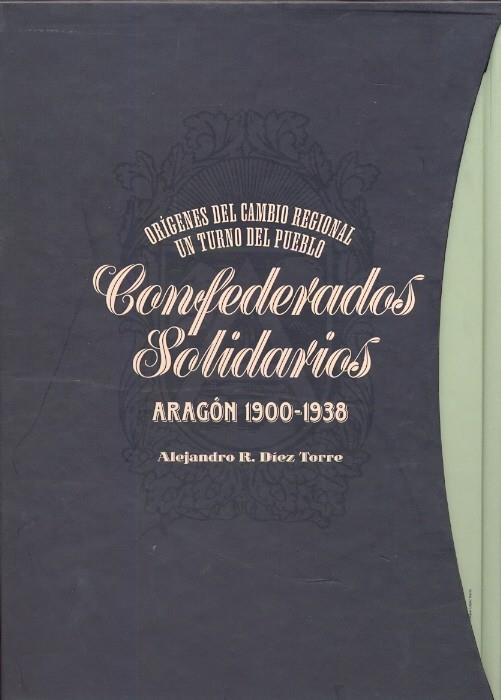 ORÍGENES DEL CAMBIO REGIONAL
UN TURNO DEL PUEBLO
Confederados
Solidarios
ARAGÓN 1900-1938
Alejandro R. Díez Torre